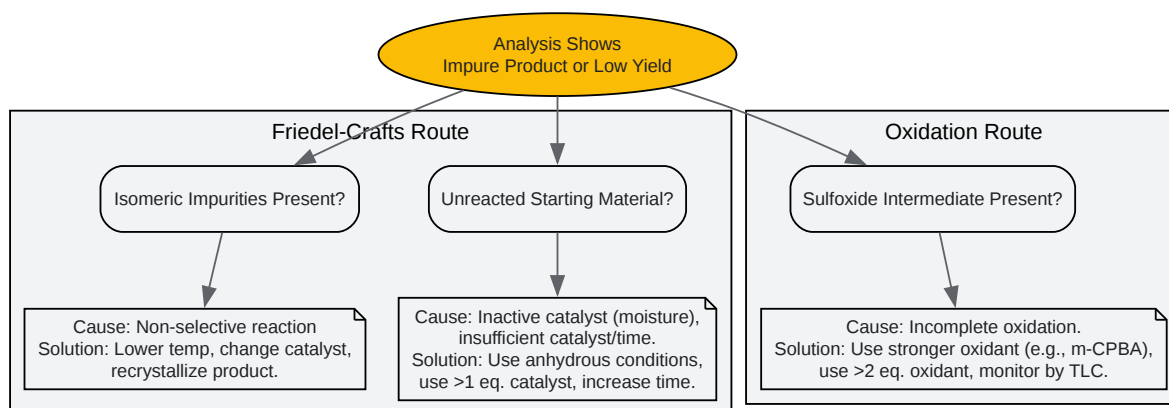 Analysis Shows
Impure Product or Low Yield
Friedel-Crafts Route
Oxidation Route
Isomeric Impurities Present?
Unreacted Starting Material?
Sulfoxide Intermediate Present?
Cause: Non-selective reaction
Solution: Lower temp, change catalyst,
recrystallize product.
Cause: Inactive catalyst (moisture),
insufficient catalyst/time.
Solution: Use anhydrous conditions,
use >1 eq. catalyst, increase time.
Cause: Incomplete oxidation.
Solution: Use stronger oxidant (e.g., m-CPBA),
use >2 eq. oxidant, monitor by TLC.